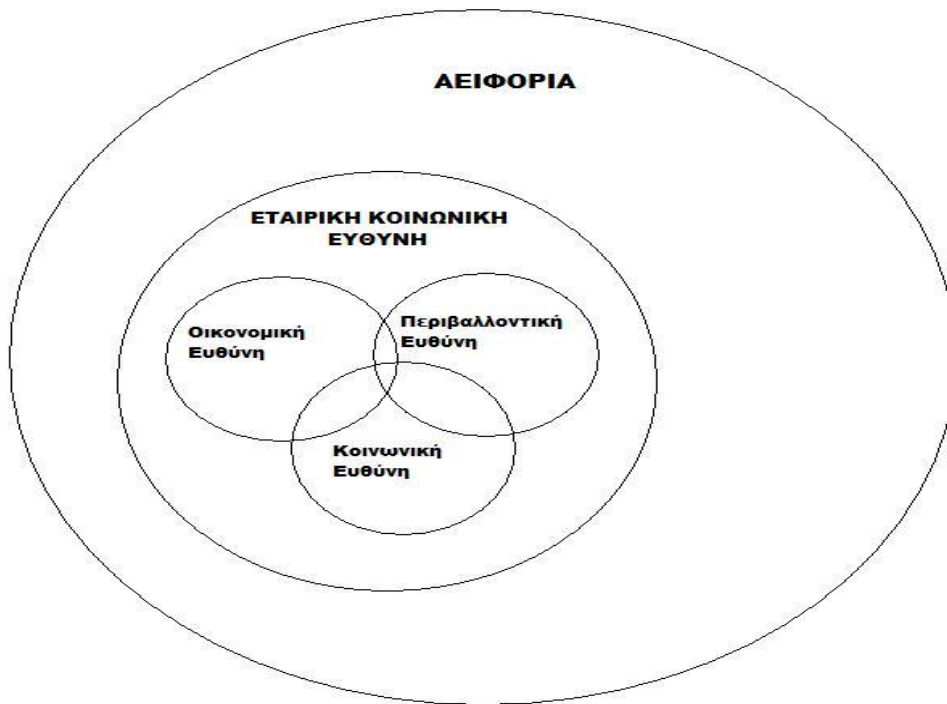 ΑΕΙΦΟΡΙΑ
ΕΤΑΙΡΙΚΗ ΚΟΙΝΩΝΙΚΗ
ΕΥΘΥΝΗ
Οικονομική
Ευθύνη
Περιβαλλοντική
Ευθύνη
Κοινωνική
Ευθύνη